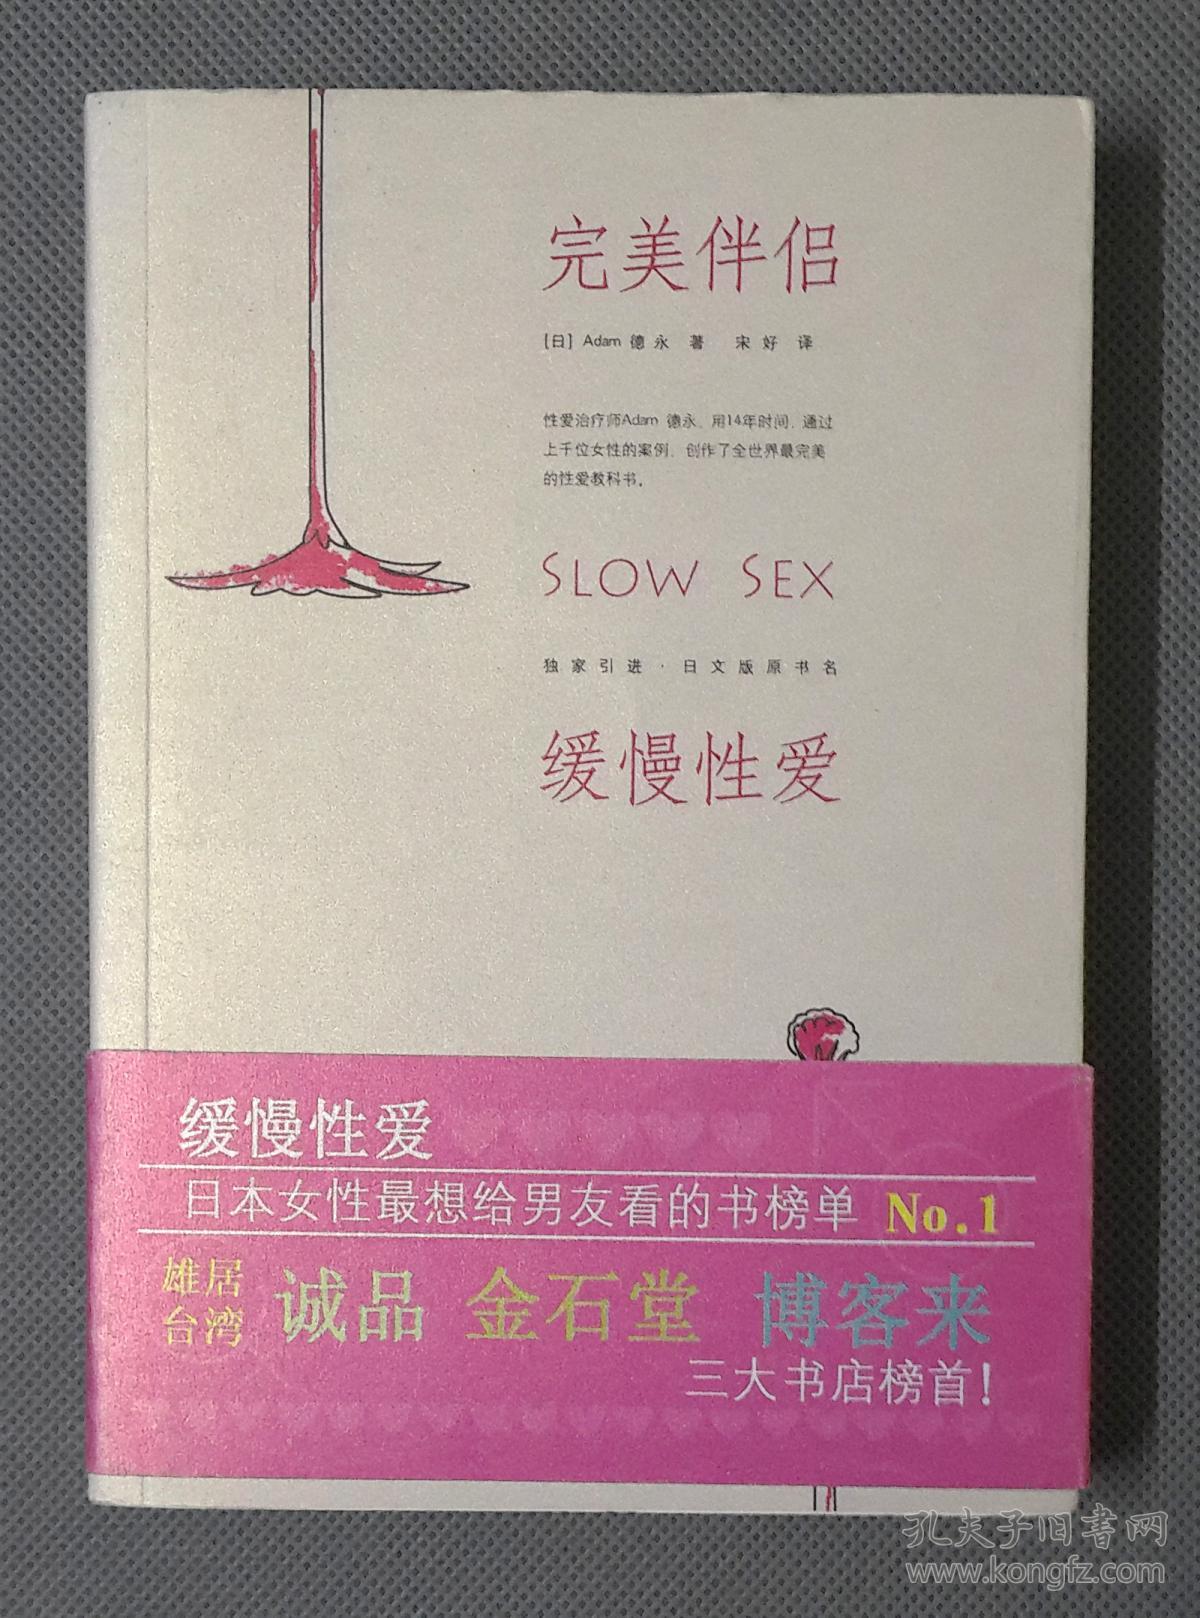 完美伴侣
[日] Adam 德永 著 宋好 译
性爱治疗师Adam 德永, 用14年时间, 通过
上千位女性的案例, 创作了全世界最完美
的性爱教科书。
SLOW SEX
独家引进·日文版原书名
缓慢性爱
缓慢性爱
日本女性最想给男友看的书榜单 No.1
雄居
台湾 诚品 金石堂 博客来
三大书店榜首!
孔夫子旧书网
www.kongfz.com